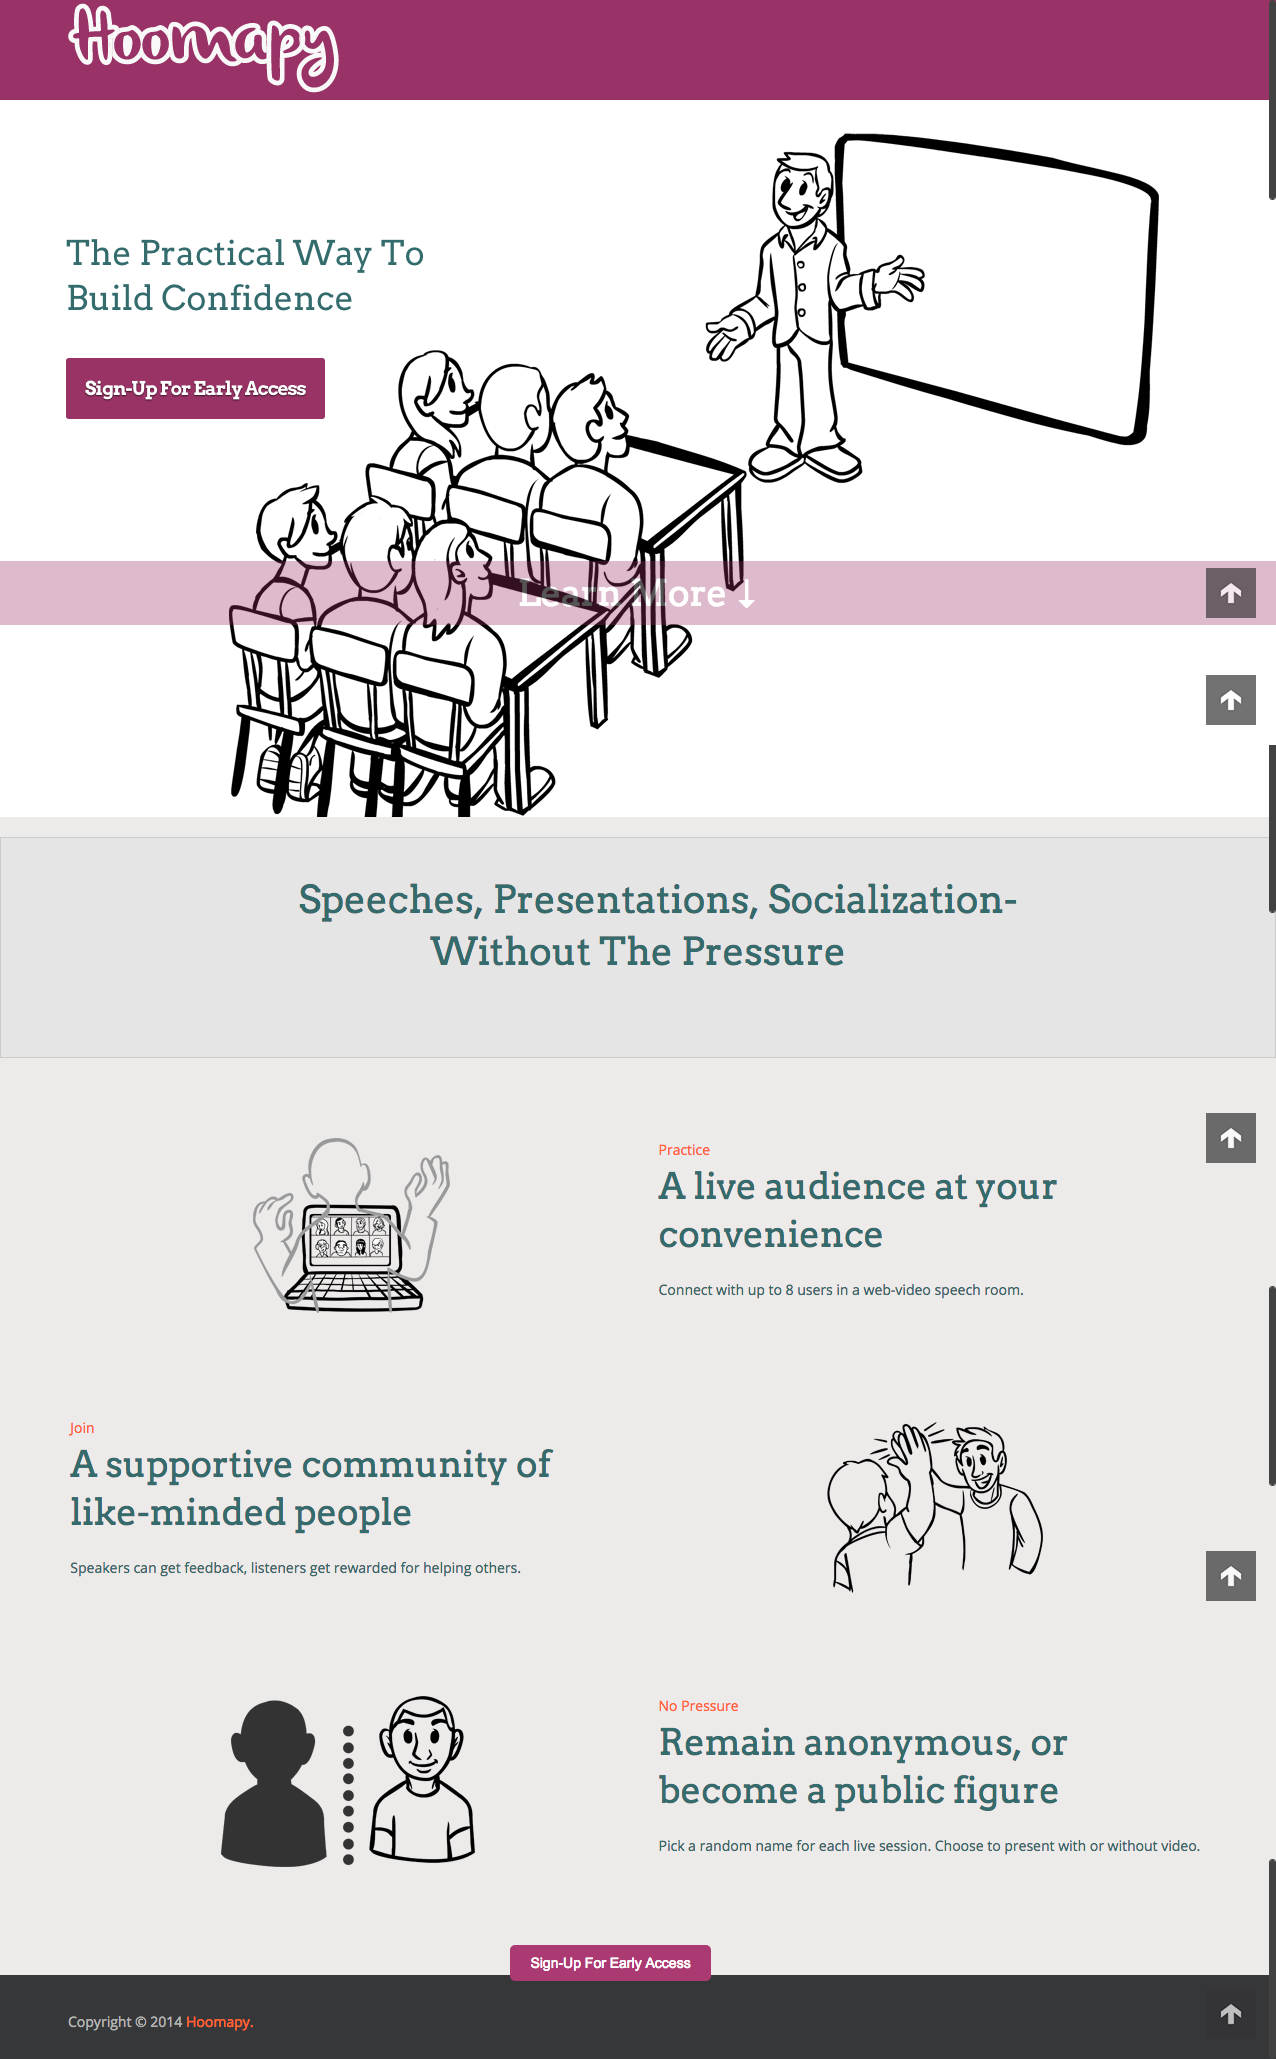 Hoomapy
The Practical Way To
Build Confidence
Sign-Up For Early Access
Learn More ↓
Speeches, Presentations, Socialization-
Without The Pressure
Practice
A live audience at your
convenience
Connect with up to 8 users in a web-video speech room.
Join
A supportive community of
like-minded people
Speakers can get feedback, listeners get rewarded for helping others.
No Pressure
Remain anonymous, or
become a public figure
Pick a random name for each live session. Choose to present with or without video.
Sign-Up For Early Access
Copyright © 2014 Hoomapy.